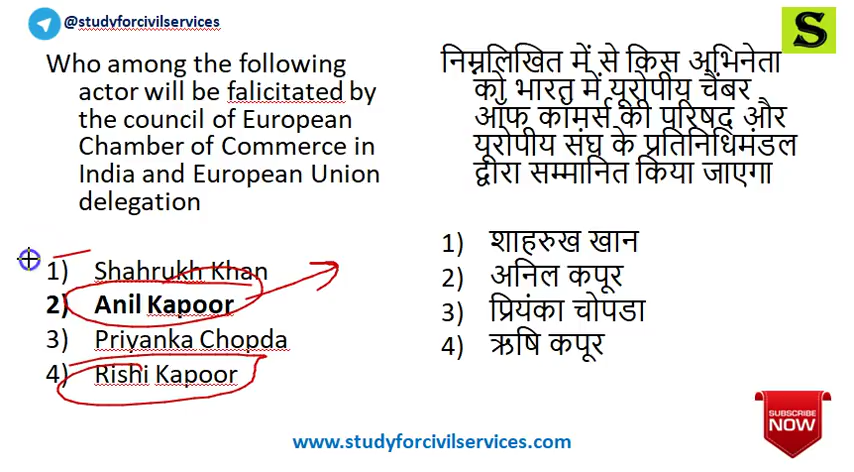 @studyforcivilservices
S
Who among the following
actor will be falicitated by
the council of European
Chamber of Commerce in
India and European Union
delegation
1) Shahrukh Khan
2) Anil Kapoor
3) Priyanka Chopda
4) Rishi Kapoor
निम्नलिखित में से किस अभिनेता
को भारत में यूरोपीय चैंबर
ऑफ कॉमर्स की परिषद और
यूरोपीय संघ के प्रतिनिधिमंडल
द्वारा सम्मानित किया जाएगा
1) शाहरुख खान
2) अनिल कपूर
3) प्रियंका चोपडा
4) ऋषि कपूर
SUBSCRIBE
NOW
www.studyforcivilservices.com